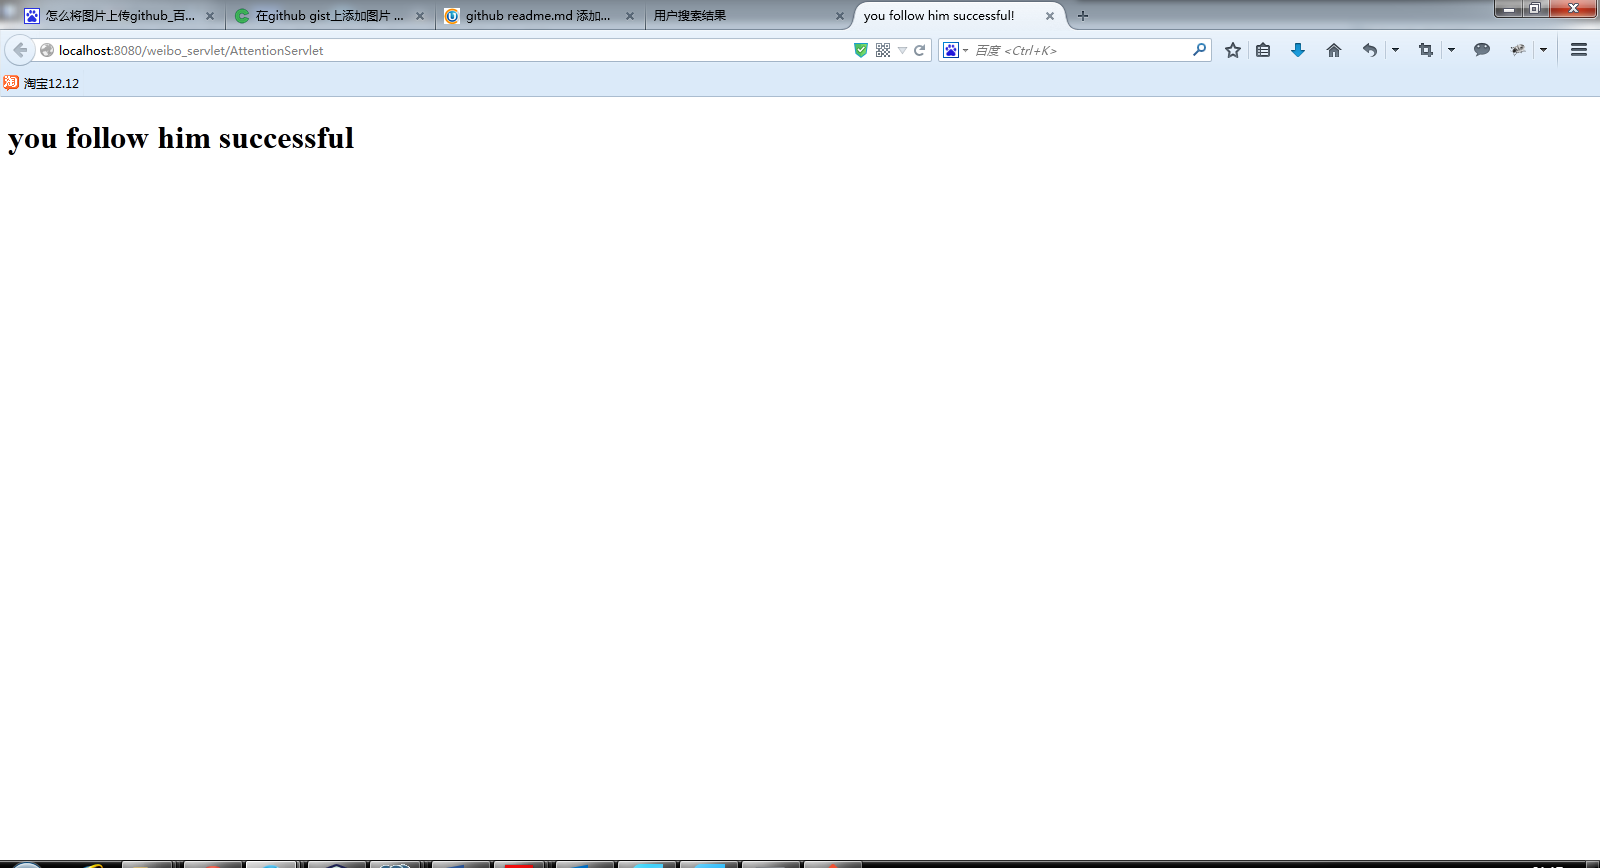 怎么将图片上传github_百...
在github gist上添加图片 ...
github readme.md 添加...
用户搜索结果
you follow him successful!
localhost:8080/weibo_servlet/AttentionServlet
百度 <Ctrl+K>
淘 淘宝12.12
you follow him successful